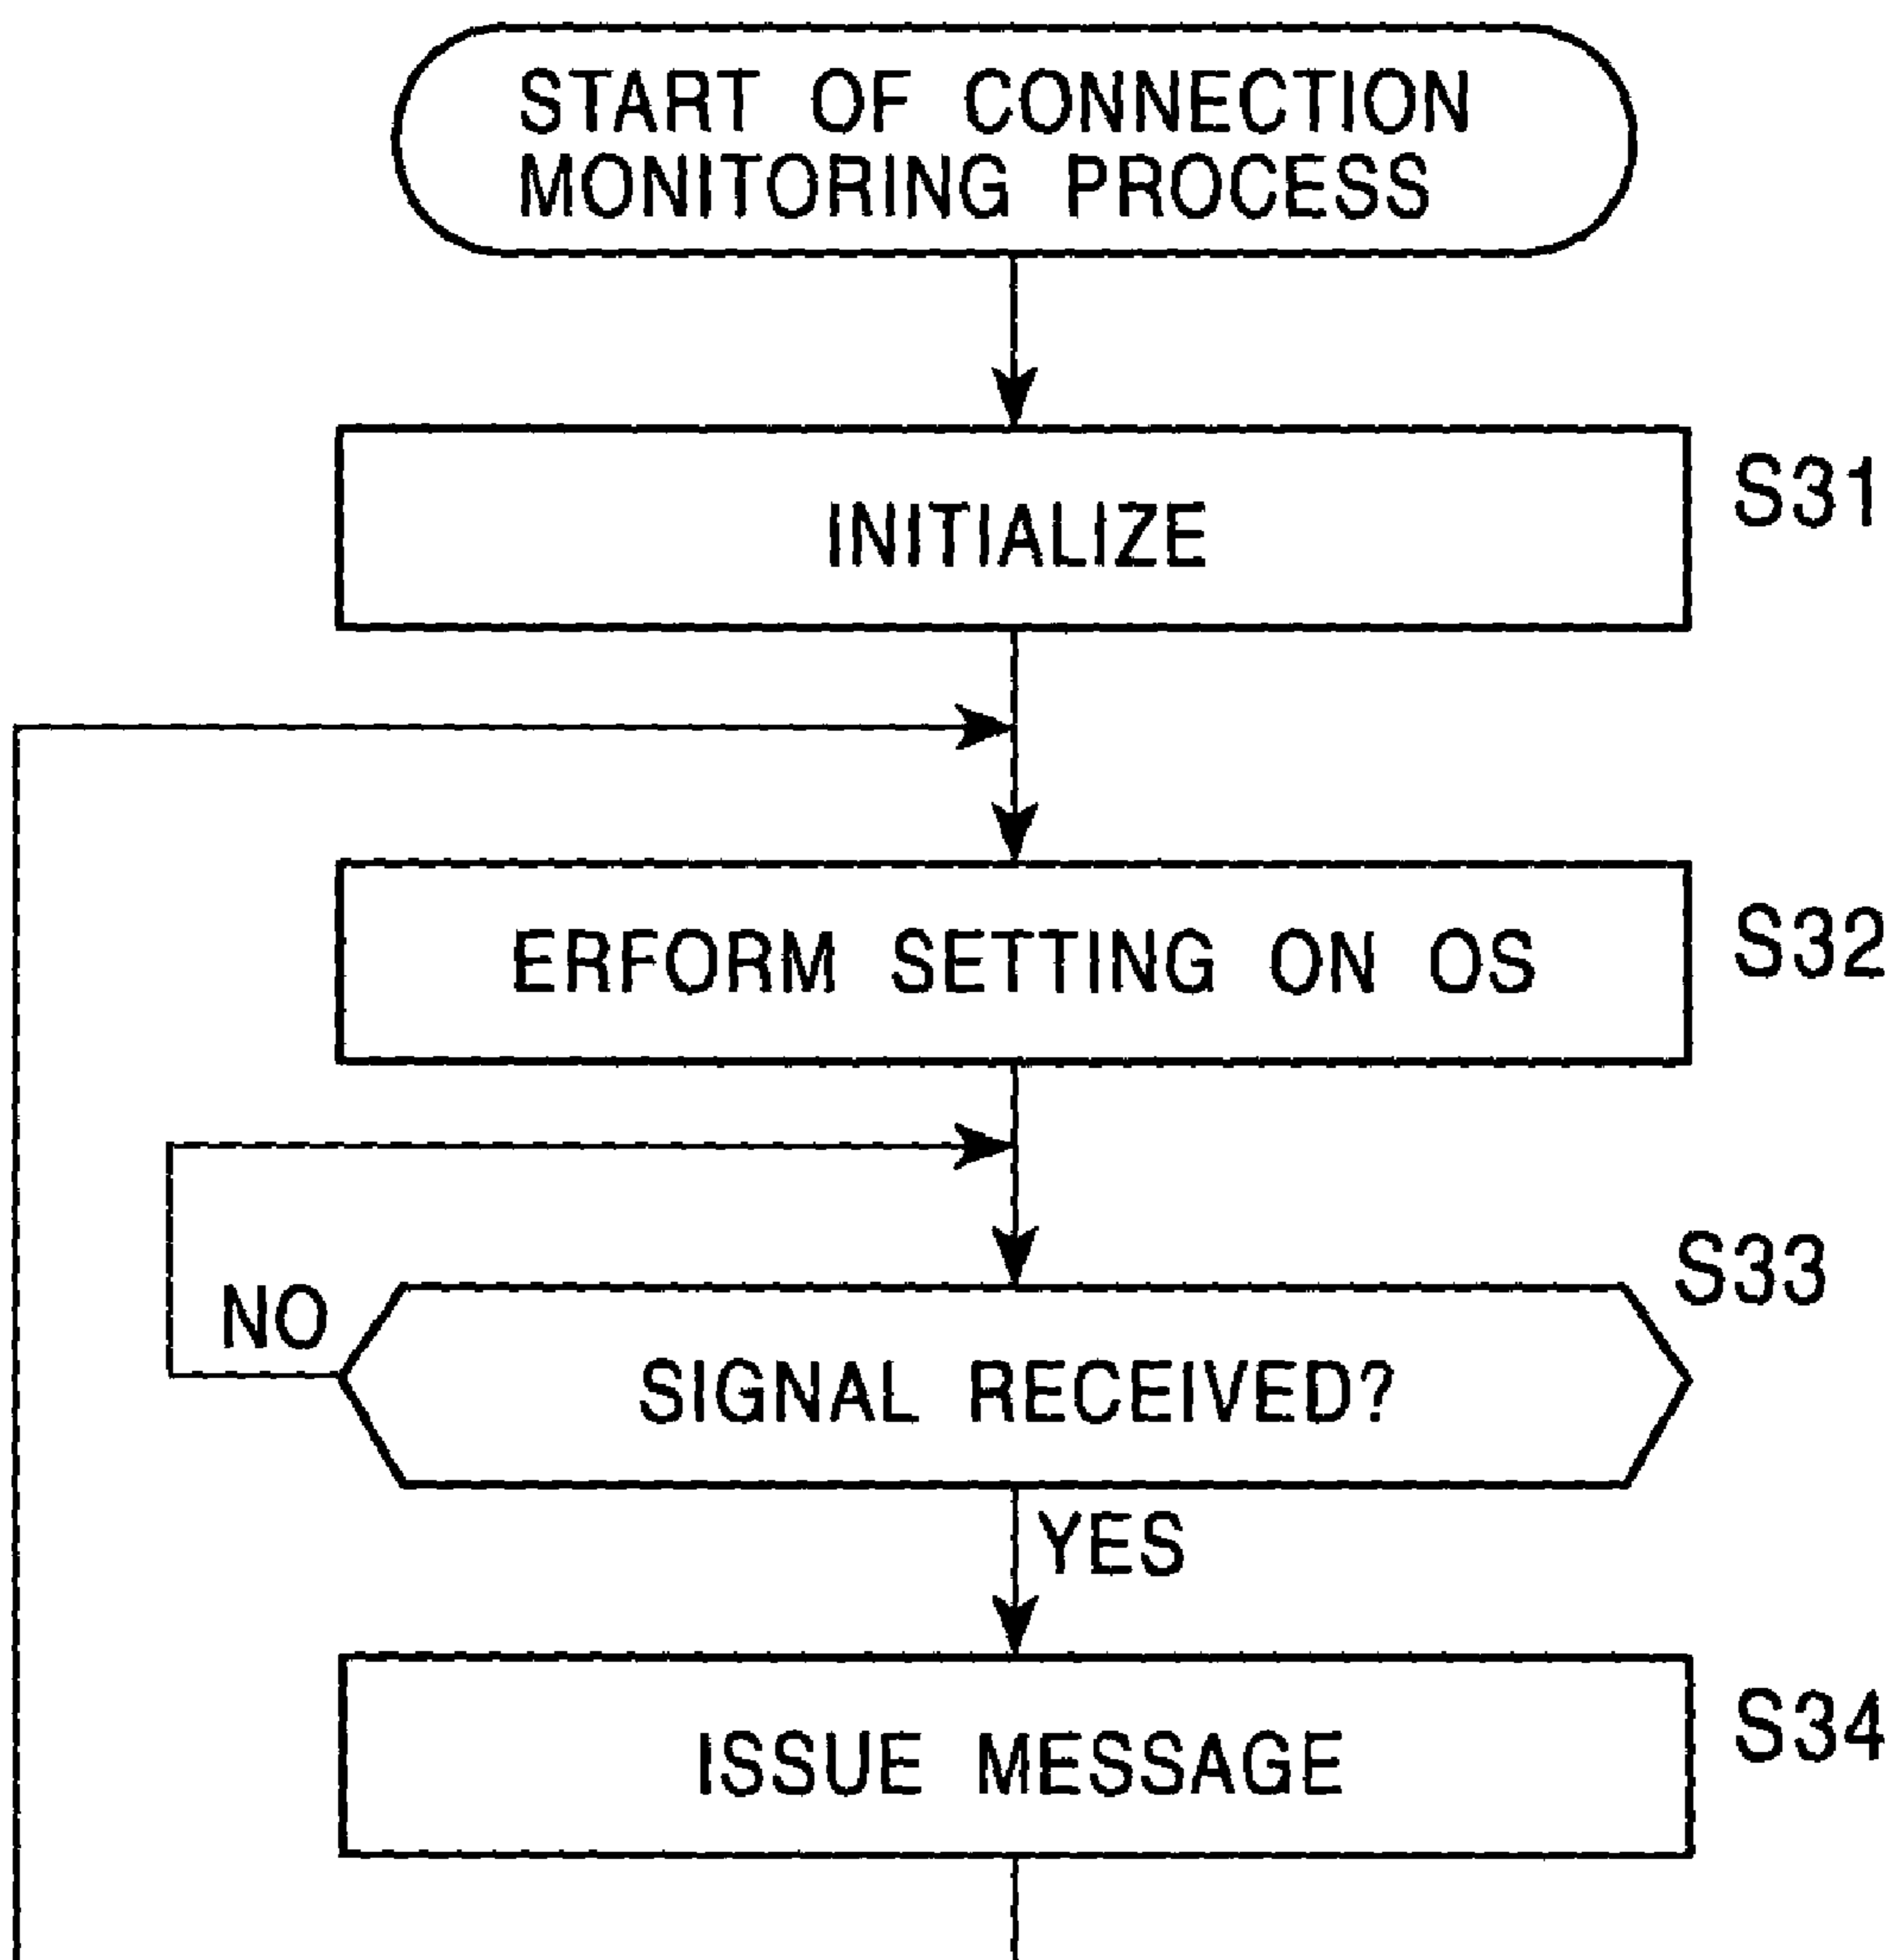 START OF CONNECTION
MONITORING PROCESS
INITIALIZE
S31
ERFORM SETTING ON OS
S32
S33
NO
SIGNAL RECEIVED?
YES
ISSUE MESSAGE
S34